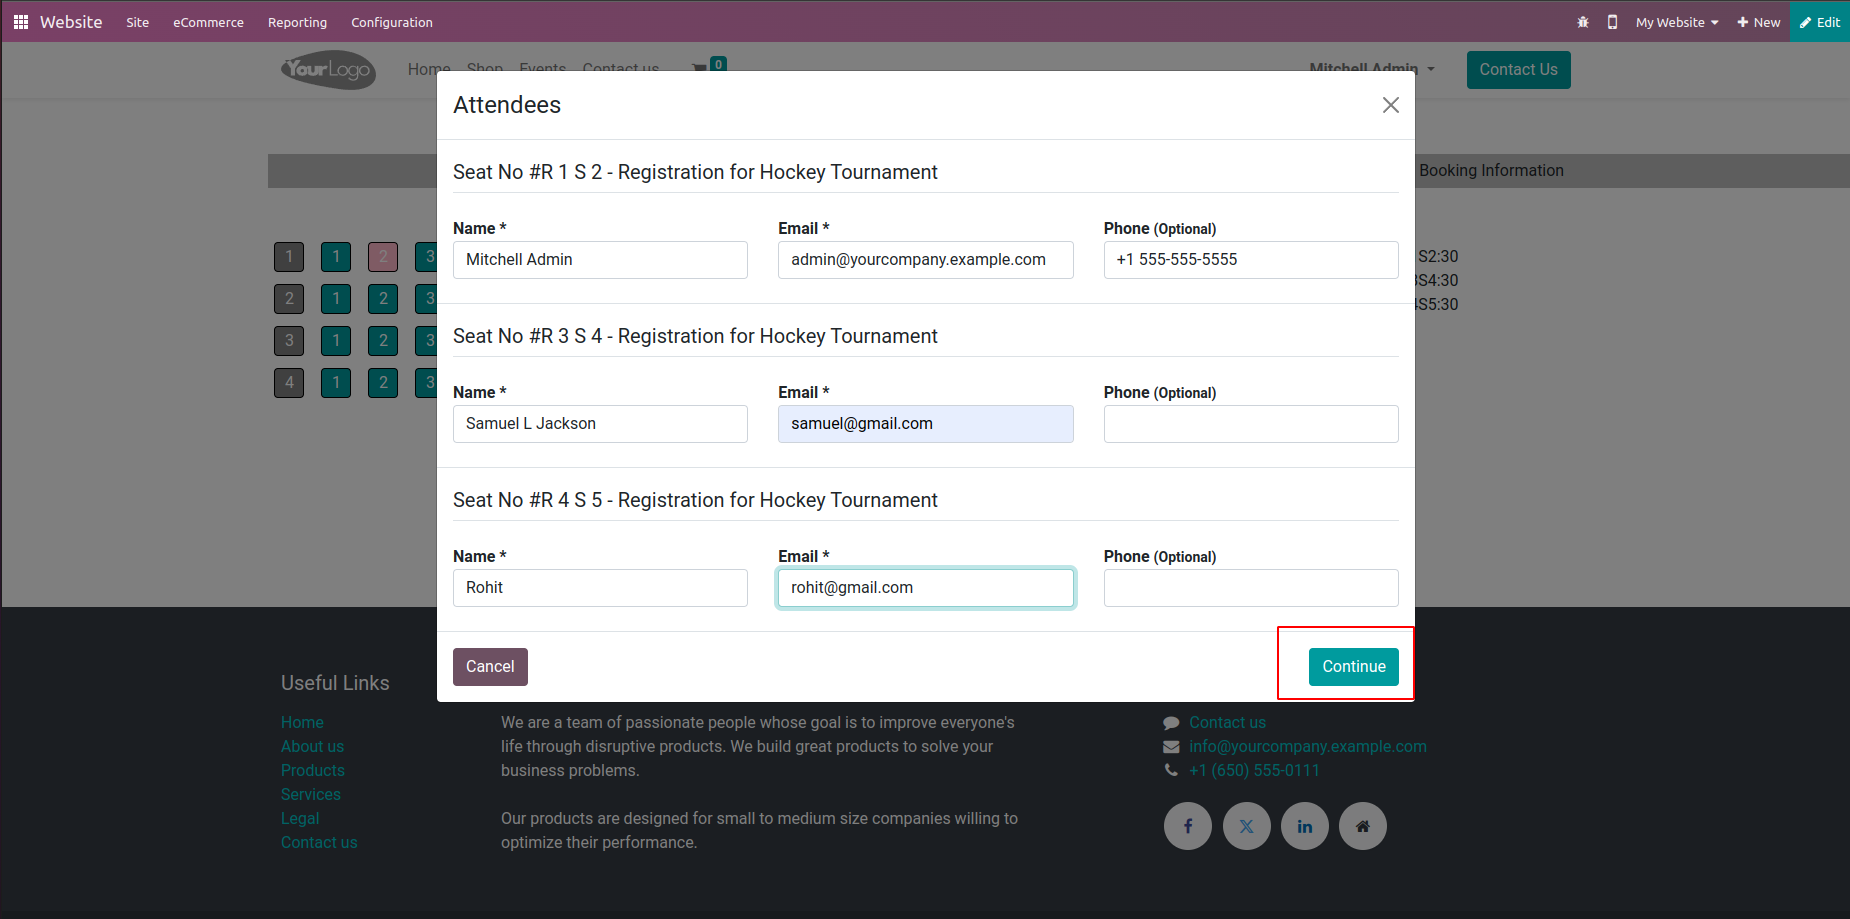 Website Site eCommerce Reporting Configuration My Website New Edit
YourLogo Home Shop Events Contact us 0 Mitchell Admin Contact Us
Attendees
Booking Information
Seat No #R 1 S 2 - Registration for Hockey Tournament
Name * Email * Phone (Optional)
Mitchell Admin admin@yourcompany.example.com +1 555-555-5555
1 1 2 3 S2:30
S4:30
2 1 2 3 S5:30
Seat No #R 3 S 4 - Registration for Hockey Tournament
3 1 2 3
4 1 2 3
Name * Email * Phone (Optional)
Samuel L Jackson samuel@gmail.com
Seat No #R 4 S 5 - Registration for Hockey Tournament
Name * Email * Phone (Optional)
Rohit rohit@gmail.com
Cancel Continue
Useful Links
Home
About us
Products
Services
Legal
Contact us
We are a team of passionate people whose goal is to improve everyone's
life through disruptive products. We build great products to solve your
business problems.
Our products are designed for small to medium size companies willing to
optimize their performance.
Contact us
info@yourcompany.example.com
+1 (650) 555-0111